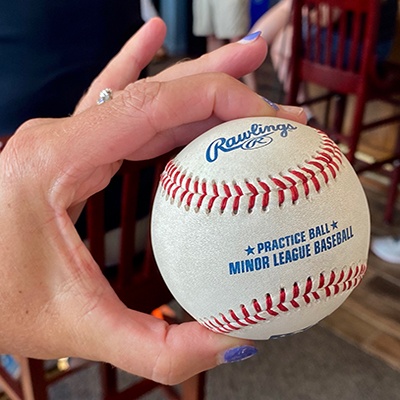 Rawlings
R
★ PRACTICE BALL ★
MINOR LEAGUE BASEBALL